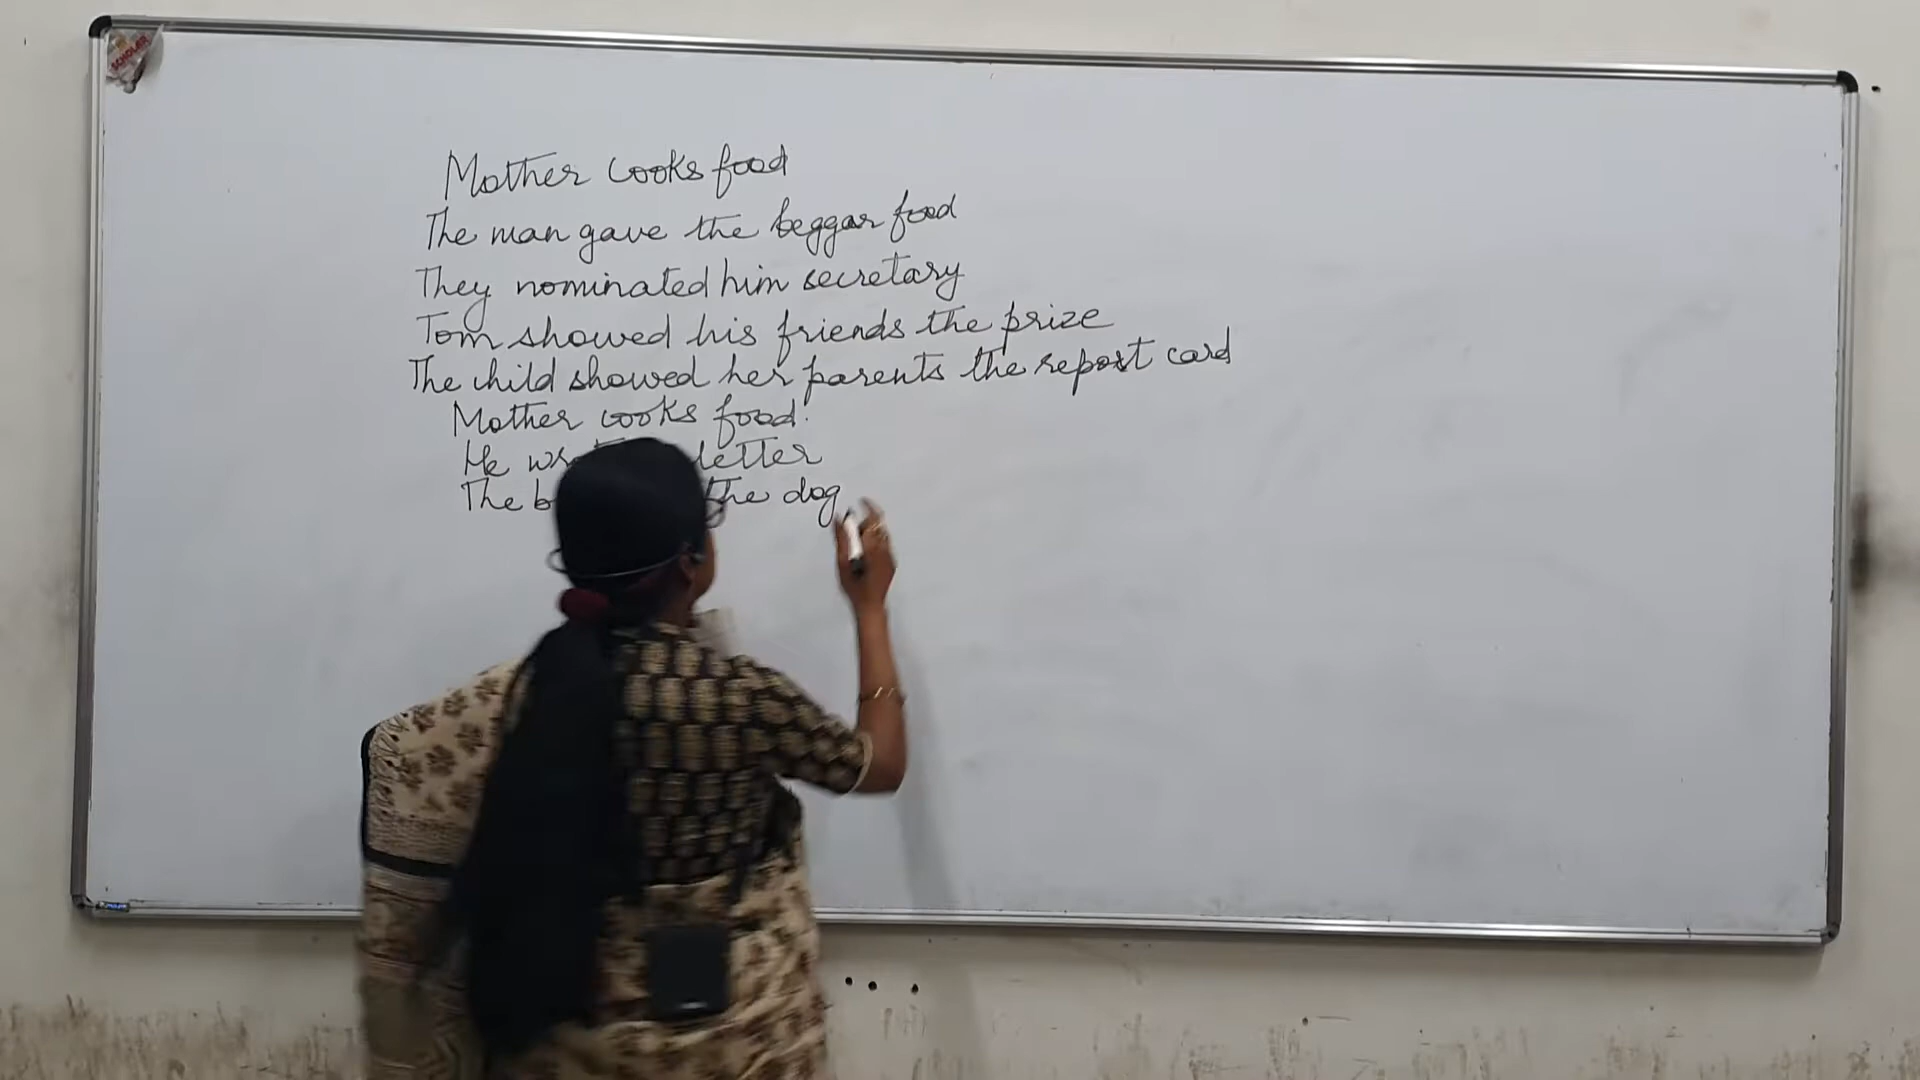 SCHOLAR
Mother cooks food
The man gave the beggar food
They nominated him secretary
Tom showed his friends the prize
The child showed her parents the report card
Mother cooks food.
He letter
The the dog